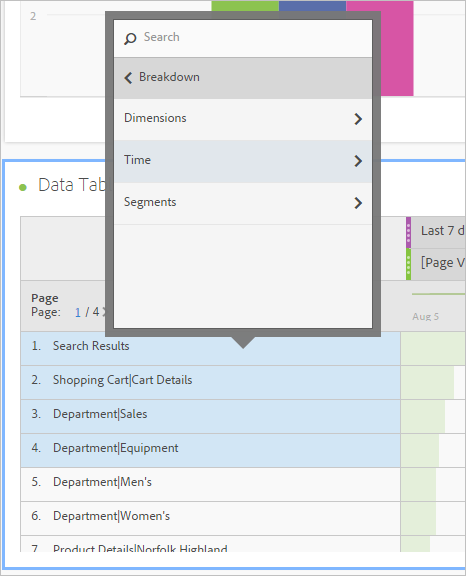 2
Search
Breakdown
Dimensions
Time
Segments
Data Tab
Last 7 d
[Page V
Page
Page: 1 / 4
Aug 5
1. Search Results
2. Shopping Cart|Cart Details
3. Department|Sales
4. Department|Equipment
5. Department|Men's
6. Department|Women's
7. Product Details|Norfolk Highland